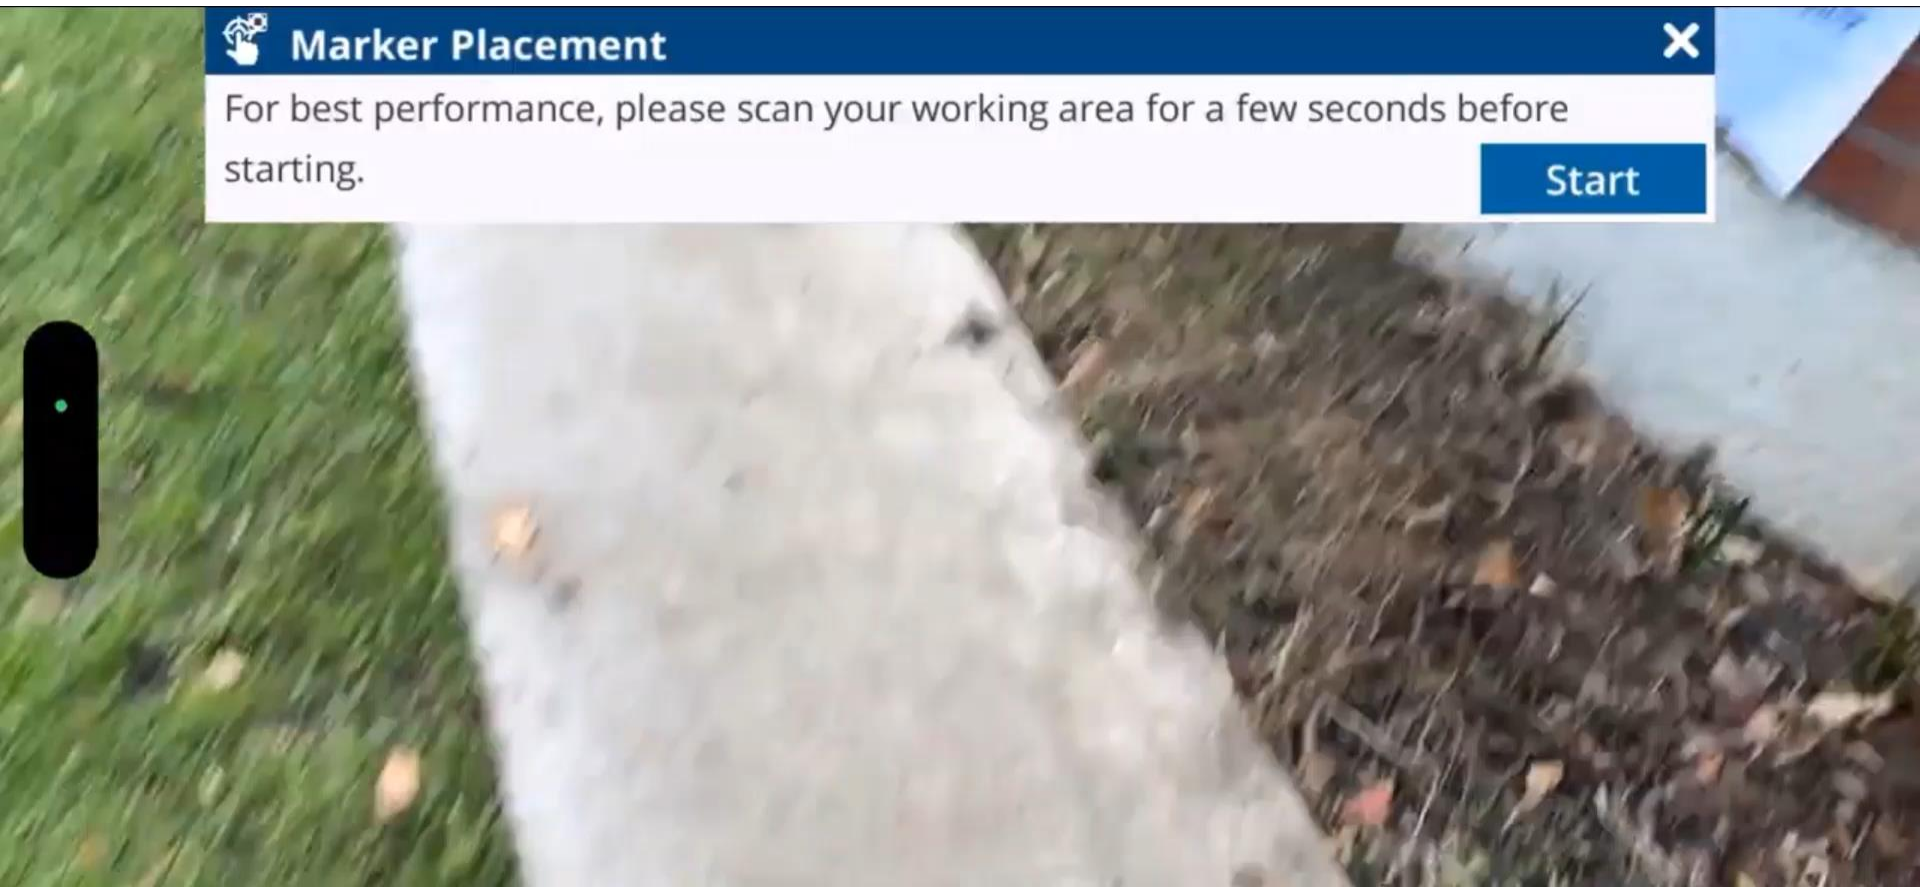 Marker Placement
For best performance, please scan your working area for a few seconds before
starting.
Start